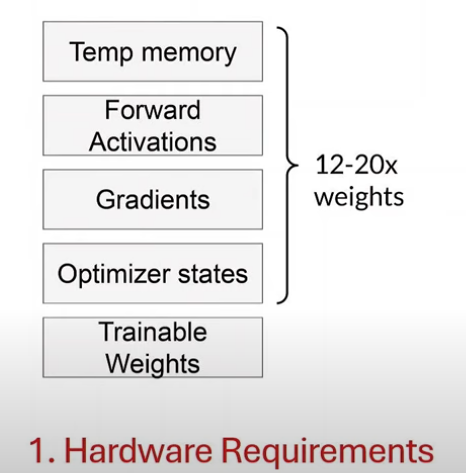 Temp memory
Forward
Activations
Gradients
12-20x
weights
Optimizer states
Trainable
Weights
1. Hardware Requirements